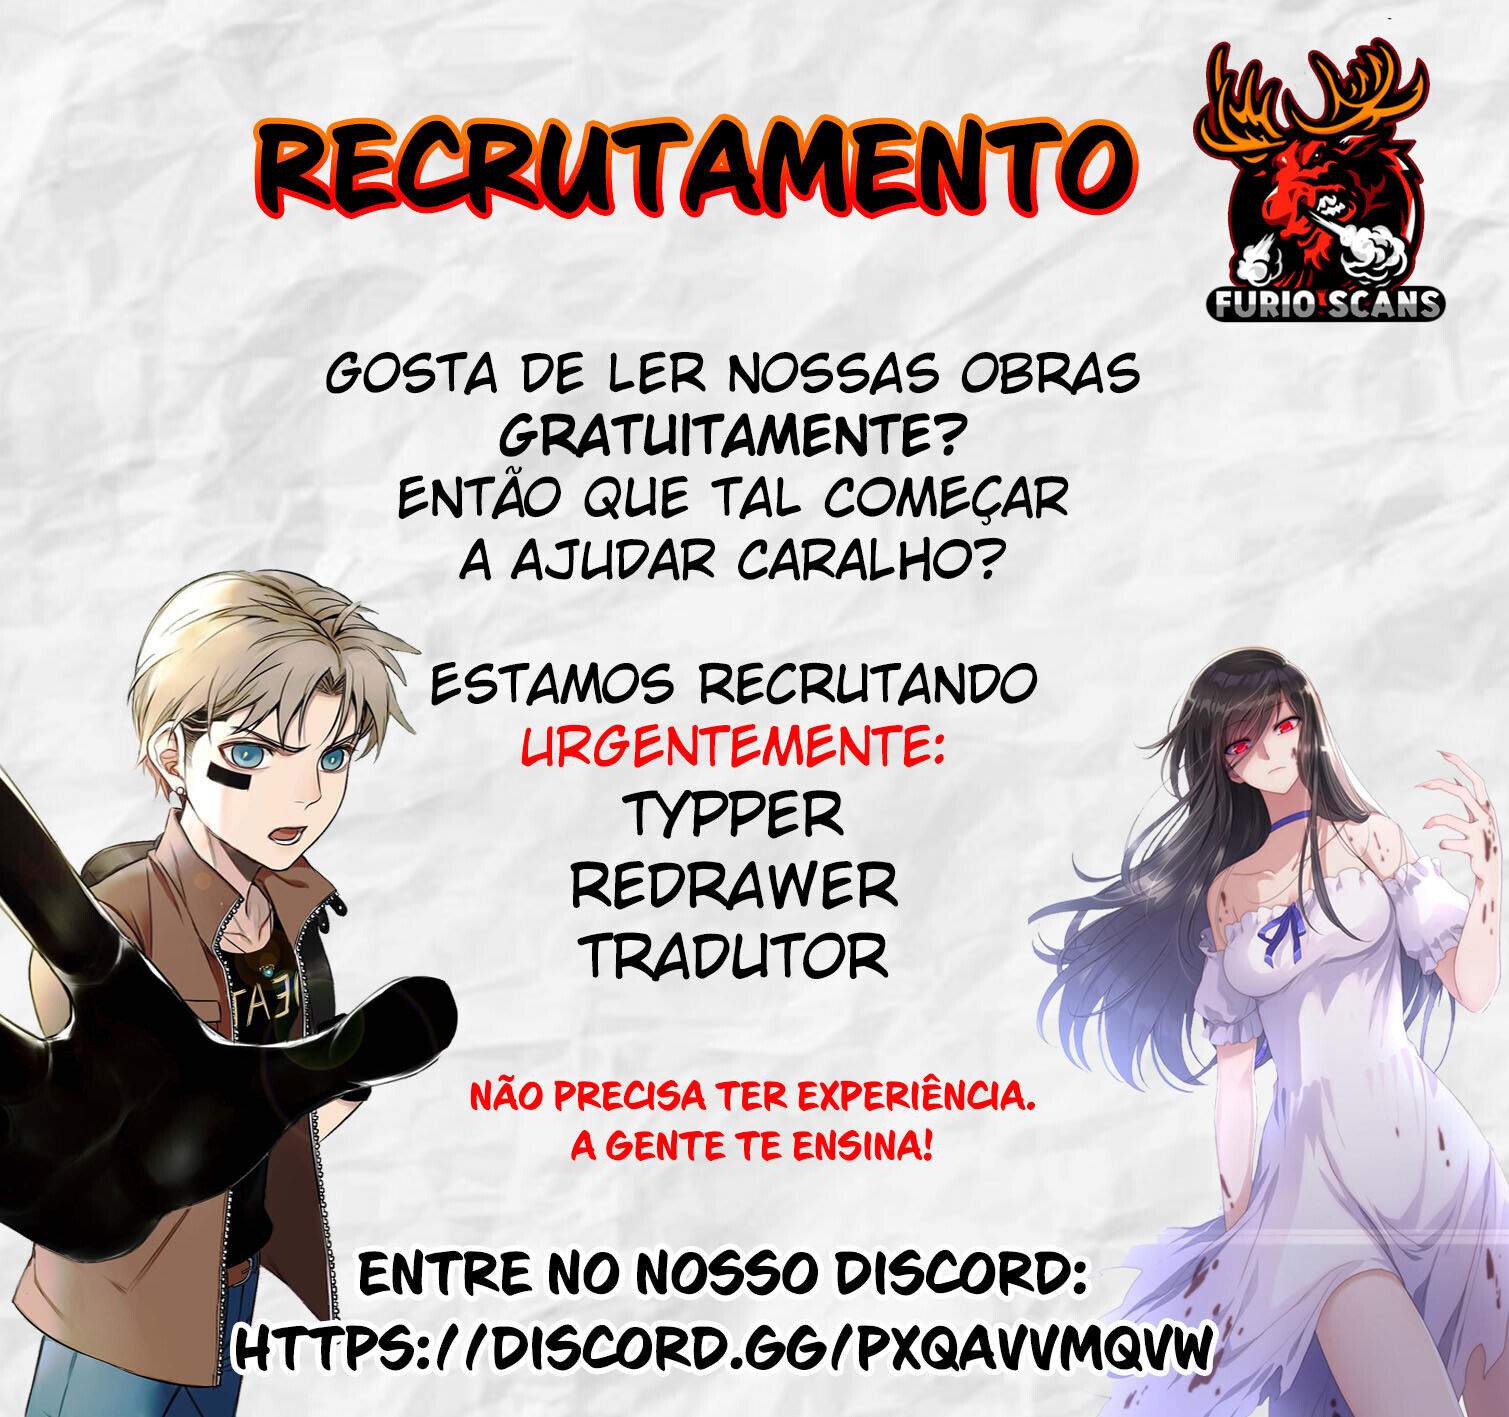 RECRUTAMENTO
FURIO SCANS
GOSTA DE LER NOSSAS OBRAS
GRATUITAMENTE?
ENTÃO QUE TAL COMEÇAR
A AJUDAR CARALHO?
ESTAMOS RECRUTANDO
URGENTEMENTE:
TYPPER
REDRAWER
TRADUTOR
NÃO PRECISA TER EXPERIÊNCIA.
A GENTE TE ENSINA!
ENTRE NO NOSSO DISCORD:
HTTPS://DISCORD.GG/PXQAVVMQVW